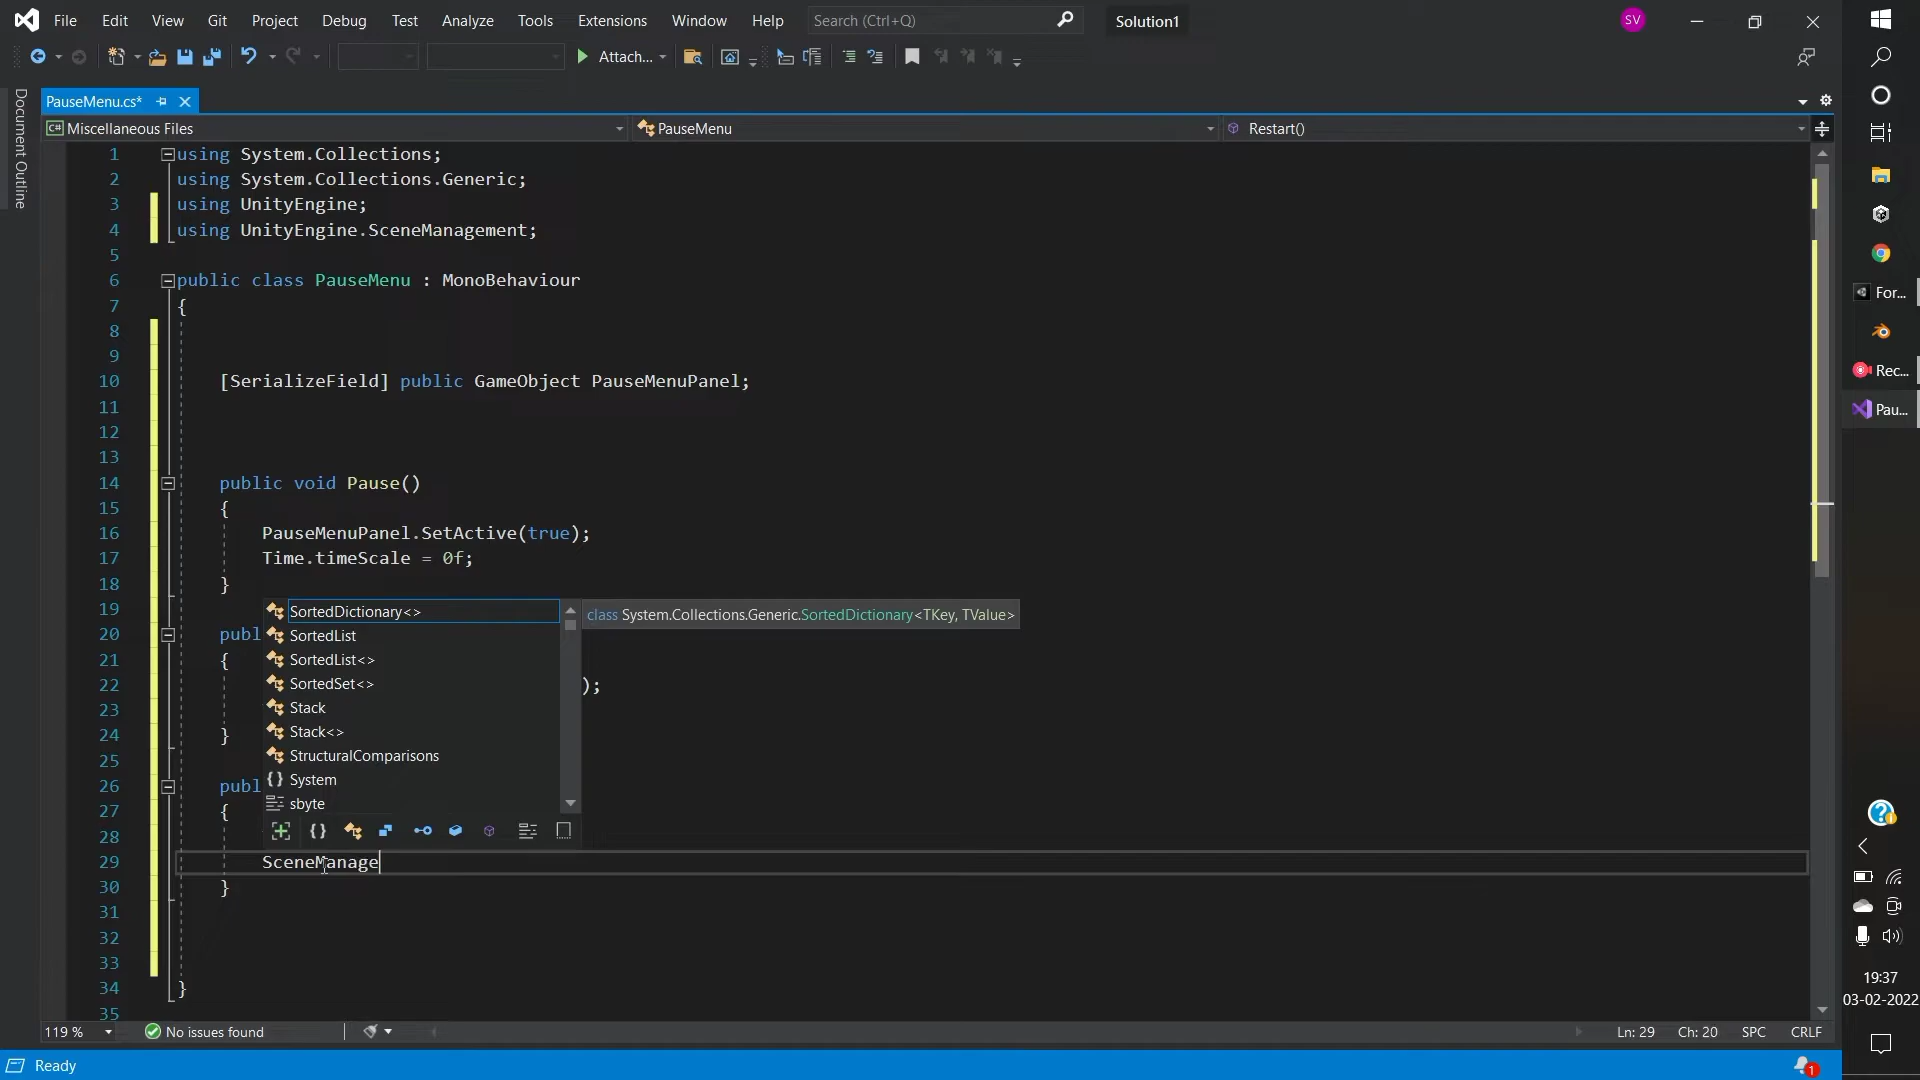 File Edit View Git Project Debug Test Analyze Tools Extensions Window Help Search (Ctrl+Q) Solution1 SV
Attach...
Document Outline
PauseMenu.cs*
C# Miscellaneous Files PauseMenu Restart()
1 using System.Collections;
2 using System.Collections.Generic;
3 using UnityEngine;
4 using UnityEngine.SceneManagement;
5
6 public class PauseMenu : MonoBehaviour
7 {
8
9
10 [SerializeField] public GameObject PauseMenuPanel;
11
12
13
14 public void Pause()
15 {
16 PauseMenuPanel.SetActive(true);
17 Time.timeScale = 0f;
18 }
19
20 publ
21 {
22 );
23
24 }
25
26 publ
27 {
28
29 SceneManage
30 }
31
32
33
34 }
35
SortedDictionary<>
SortedList
SortedList<>
SortedSet<>
Stack
Stack<>
StructuralComparisons
{} System
sbyte
class System.Collections.Generic.SortedDictionary<TKey, TValue>
119 % No issues found Ln: 29 Ch: 20 SPC CRLF
Ready 1
For...
Rec...
Pau...
19:37
03-02-2022